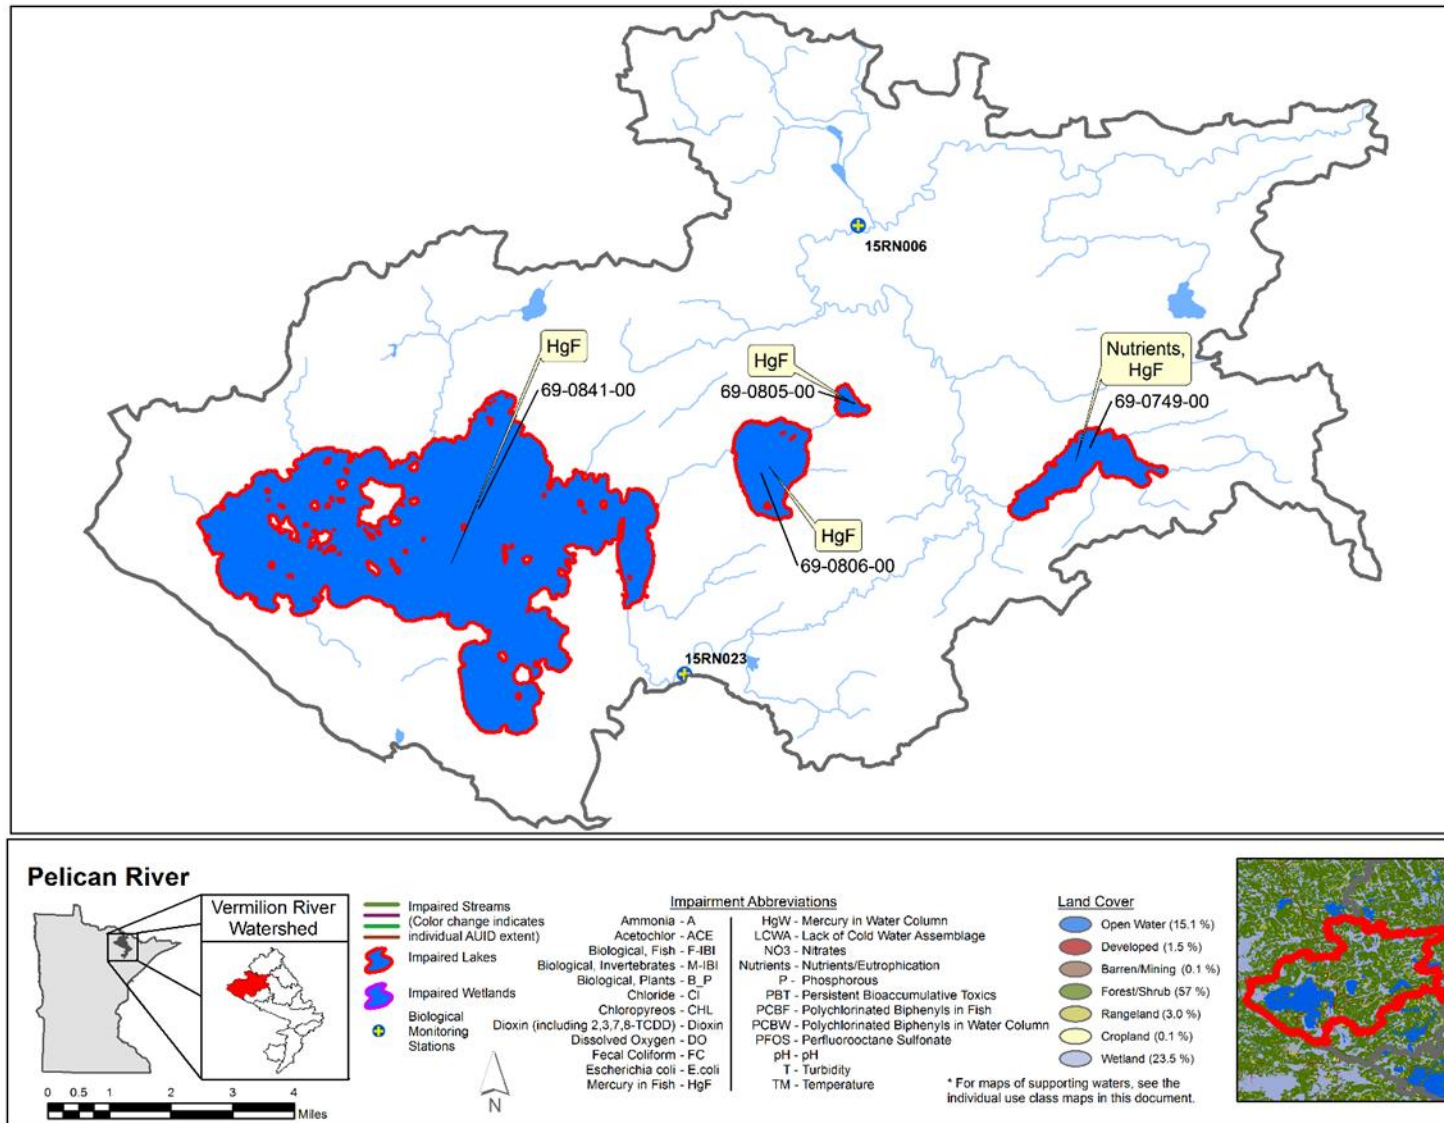 15RN006
HgF
69-0841-00
HgF
69-0805-00
Nutrients,
HgF
69-0749-00
HgF
69-0806-00
15RN023
Pelican River
Vermilion River
Watershed
0 0.5 1 2 3 4
Miles
Impaired Streams
(Color change indicates
individual AUID extent)
Impaired Lakes
Impaired Wetlands
Biological
Monitoring
Stations
N
Impairment Abbreviations
Ammonia - A
Acetochlor - ACE
Biological, Fish - F-IBI
Biological, Invertebrates - M-IBI
Biological, Plants - B_P
Chloride - Cl
Chloropyreos - CHL
Dioxin (including 2,3,7,8-TCDD) - Dioxin
Dissolved Oxygen - DO
Fecal Coliform - FC
Escherichia coli - E.coli
Mercury in Fish - HgF
HgW - Mercury in Water Column
LCWA - Lack of Cold Water Assemblage
NO3 - Nitrates
Nutrients - Nutrients/Eutrophication
P - Phosphorous
PBT - Persistent Bioaccumulative Toxics
PCBF - Polychlorinated Biphenyls in Fish
PCBW - Polychlorinated Biphenyls in Water Column
PFOS - Perfluorooctane Sulfonate
pH - pH
T - Turbidity
TM - Temperature
Land Cover
Open Water (15.1 %)
Developed (1.5 %)
Barren/Mining (0.1 %)
Forest/Shrub (57 %)
Rangeland (3.0 %)
Cropland (0.1 %)
Wetland (23.5 %)
* For maps of supporting waters, see the
individual use class maps in this document.